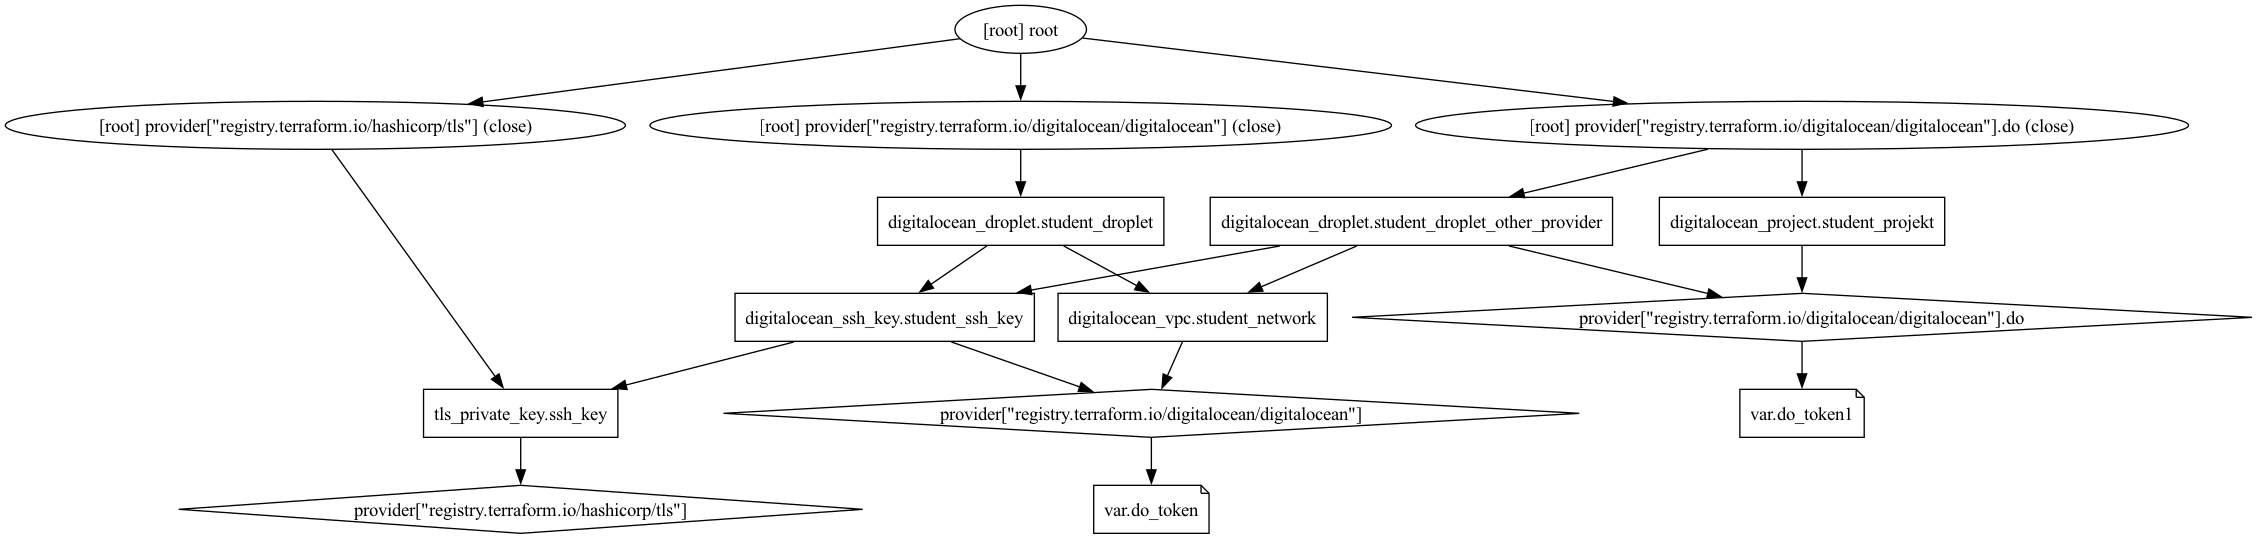 [root] root
[root] provider["registry.terraform.io/hashicorp/tls"] (close)
[root] provider["registry.terraform.io/digitalocean/digitalocean"] (close)
[root] provider["registry.terraform.io/digitalocean/digitalocean"].do (close)
digitalocean_droplet.student_droplet
digitalocean_droplet.student_droplet_other_provider
digitalocean_project.student_projekt
digitalocean_ssh_key.student_ssh_key
digitalocean_vpc.student_network
provider["registry.terraform.io/digitalocean/digitalocean"].do
tls_private_key.ssh_key
provider["registry.terraform.io/digitalocean/digitalocean"]
var.do_token1
provider["registry.terraform.io/hashicorp/tls"]
var.do_token